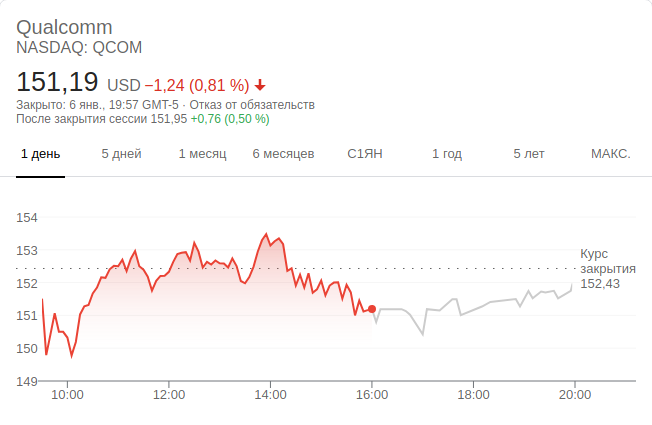 Qualcomm
NASDAQ: QCOM
151,19 USD −1,24 (0,81 %)
Закрыто: 6 янв., 19:57 GMT-5 · Отказ от обязательств
После закрытия сессии 151,95 +0,76 (0,50 %)
1 день 5 дней 1 месяц 6 месяцев С1ЯН 1 год 5 лет МАКС.
154
153
Курс
закрытия
152,43
152
151
150
149
10:00 12:00 14:00 16:00 18:00 20:00